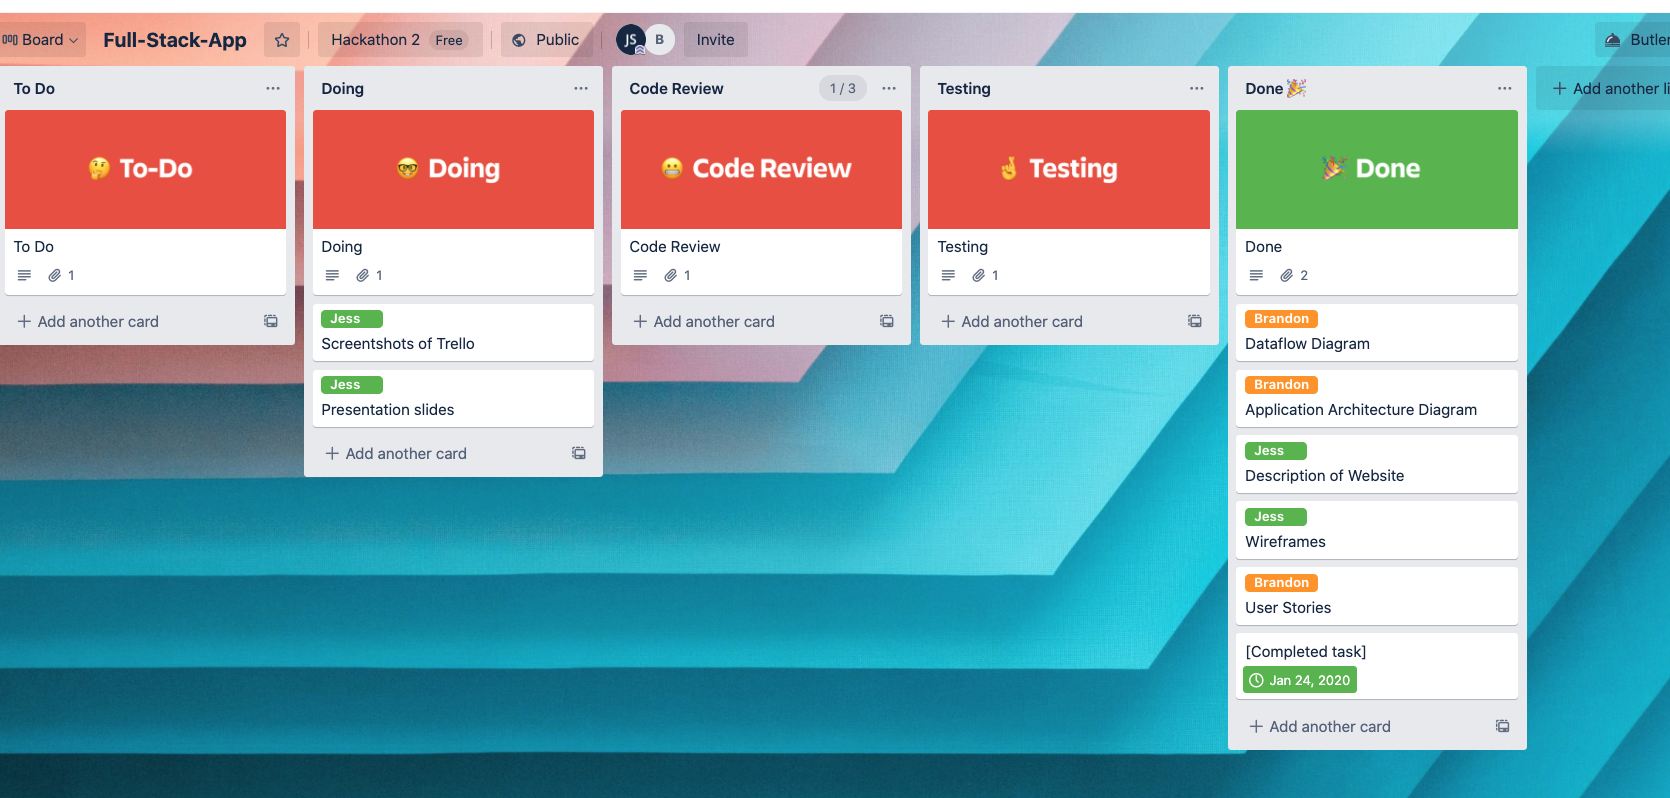 Board
Full-Stack-App
Hackathon 2 Free
Public
JS
B
Invite
To Do
To-Do
To Do
1
Add another card
Doing
Doing
Doing
1
Jess
Screentshots of Trello
Jess
Presentation slides
Add another card
Code Review
1 / 3
Code Review
Code Review
1
Add another card
Testing
Testing
Testing
1
Add another card
Done
Done
Done
2
Brandon
Dataflow Diagram
Brandon
Application Architecture Diagram
Jess
Description of Website
Jess
Wireframes
Brandon
User Stories
[Completed task]
Jan 24, 2020
Add another card
Butler
Add another li